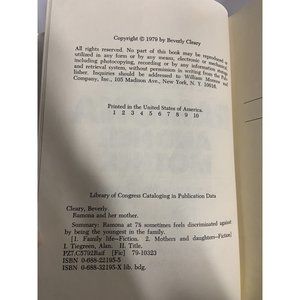 Copyright © 1979 by Beverly Cleary
All rights reserved. No part of this book may be reproduced or
utilized in any form or by any means, electronic or mechanical,
including photocopying, recording or by any information storage
and retrieval system, without permission in writing from the Pub-
lisher. Inquiries should be addressed to William Morrow and
Company, Inc., 105 Madison Ave., New York, N. Y. 10016.
Printed in the United States of America.
1 2 3 4 5 6 7 8 9 10
Library of Congress Cataloging in Publication Data
Cleary, Beverly.
Ramona and her mother.
Summary: Ramona at 7½ sometimes feels discriminated against
by being the youngest in the family.
[1. Family life—Fiction. 2. Mothers and daughters—Fiction]
I. Tiegreen, Alan. II. Title.
PZ7.C5792Raif [Fic] 79-10323
ISBN 0-688-22195-5
ISBN 0-688-32195-X lib. bdg.